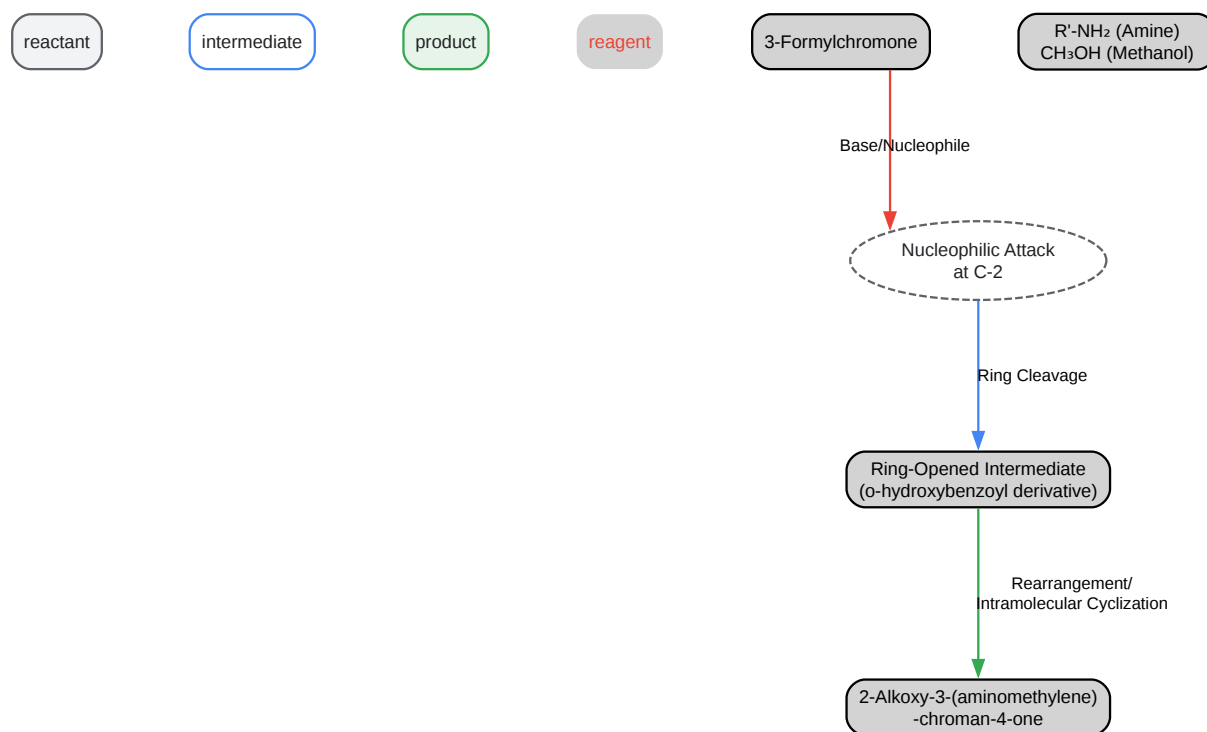 reactant
intermediate
product
reagent
3-Formylchromone
R'-NH₂ (Amine)
CH₃OH (Methanol)
Base/Nucleophile
Nucleophilic Attack
at C-2
Ring Cleavage
Ring-Opened Intermediate
(o-hydroxybenzoyl derivative)
Rearrangement/
Intramolecular Cyclization
2-Alkoxy-3-(aminomethylene)
-chroman-4-one